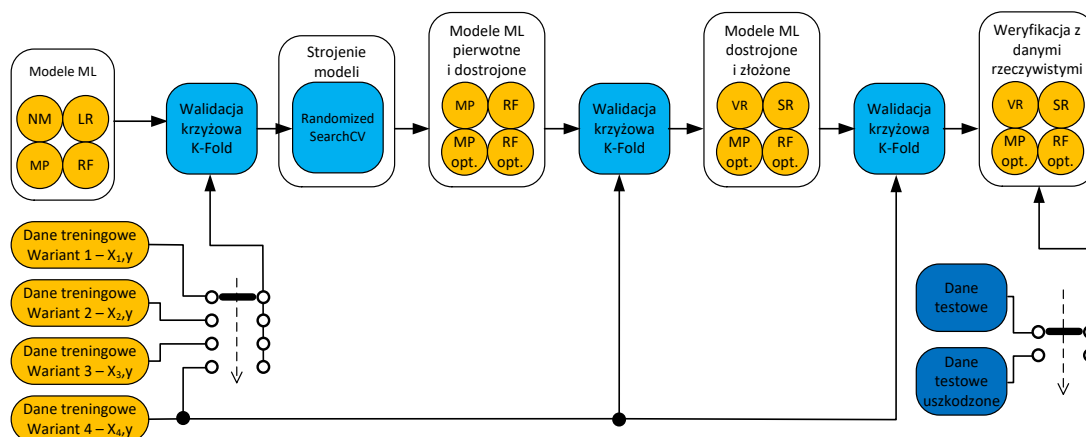 Modele ML
NM
LR
MP
RF
Walidacja
krzyżowa
K-Fold
Strojenie
modeli
Randomized
SearchCV
Modele ML
pierwotne
i dostrojone
MP
RF
MP
opt.
RF
opt.
Walidacja
krzyżowa
K-Fold
Modele ML
dostrojone
i złożone
VR
SR
MP
opt.
RF
opt.
Walidacja
krzyżowa
K-Fold
Weryfikacja z
danymi
rzeczywistymi
VR
SR
MP
opt.
RF
opt.
Dane treningowe
Wariant 1 – X₁,y
Dane treningowe
Wariant 2 – X₂,y
Dane treningowe
Wariant 3 – X₃,y
Dane treningowe
Wariant 4 – X₄,y
Dane
testowe
Dane
testowe
uszkodzone